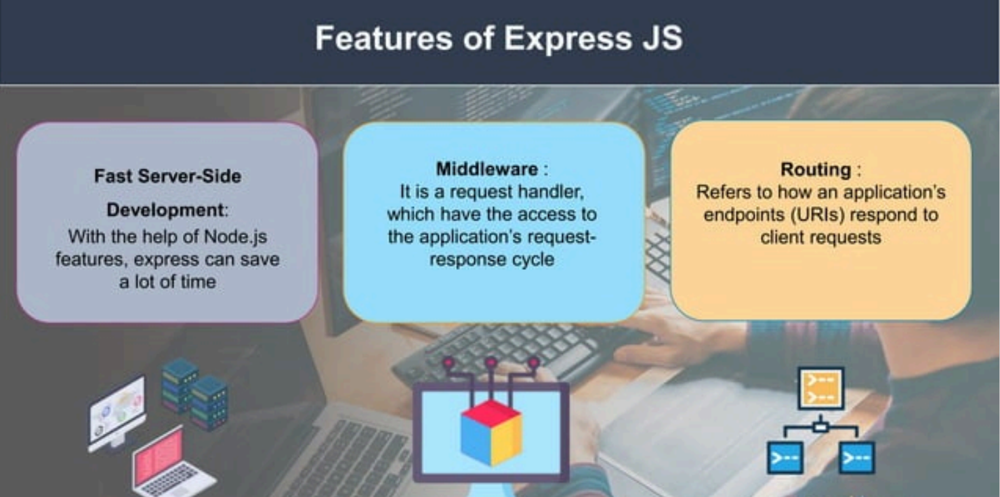 Features of Express JS
Fast Server-Side
Development:
With the help of Node.js
features, express can save
a lot of time
Middleware :
It is a request handler,
which have the access to
the application's request-
response cycle
Routing :
Refers to how an application's
endpoints (URIs) respond to
client requests